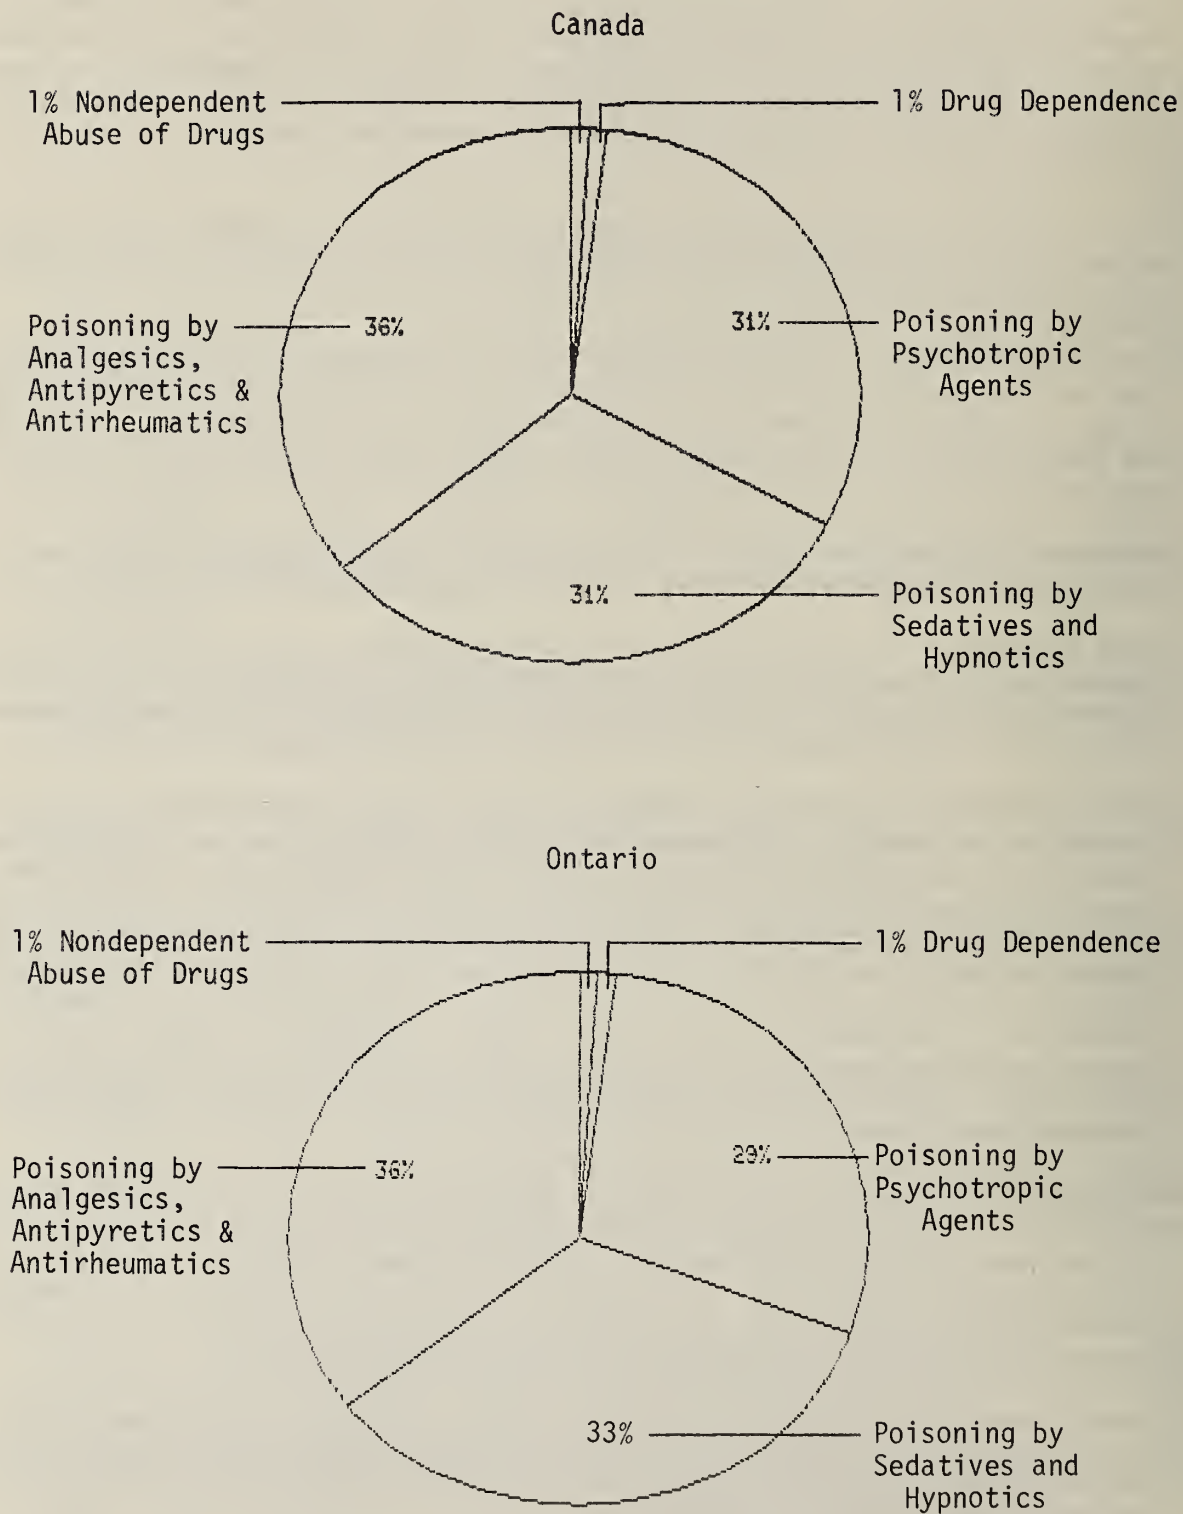 Canada
1% Nondependent
Abuse of Drugs
1% Drug Dependence
Poisoning by
Analgesics,
Antipyretics &
Antirheumatics
36%
31%
Poisoning by
Psychotropic
Agents
31%
Poisoning by
Sedatives and
Hypnotics
Ontario
1% Nondependent
Abuse of Drugs
1% Drug Dependence
Poisoning by
Analgesics,
Antipyretics &
Antirheumatics
36%
29%
Poisoning by
Psychotropic
Agents
33%
Poisoning by
Sedatives and
Hypnotics